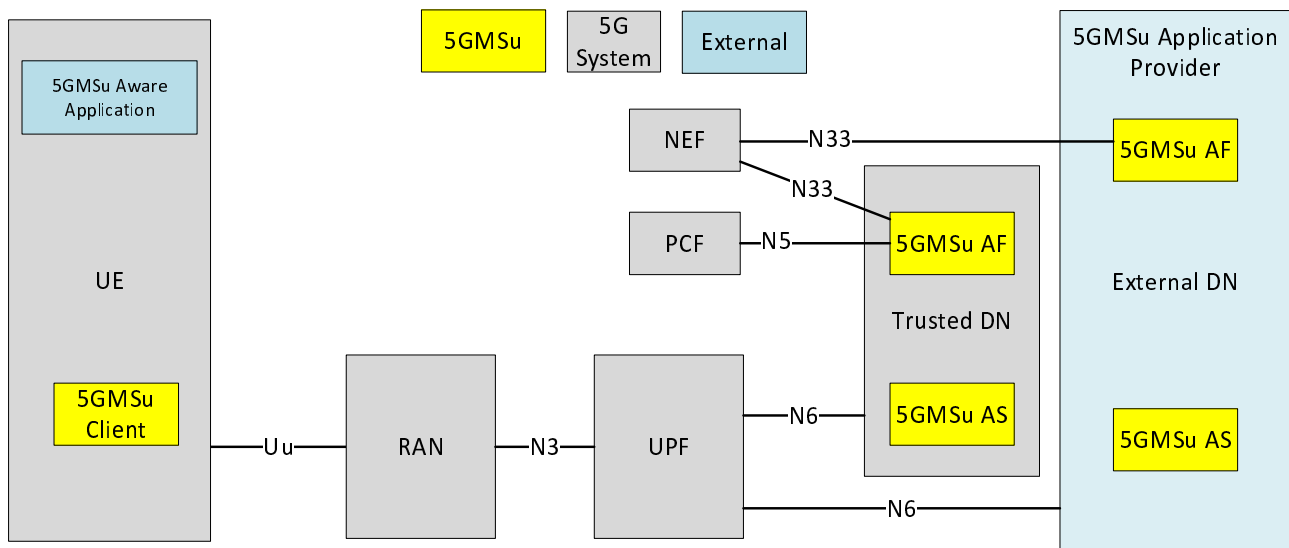 5GMSu
5G
System
External
5GMSu Application
Provider
5GMSu Aware
Application
NEF
N33
5GMSu AF
N33
PCF
N5
5GMSu AF
UE
External DN
Trusted DN
5GMSu
Client
5GMSu AS
N6
5GMSu AS
Uu
RAN
N3
UPF
N6